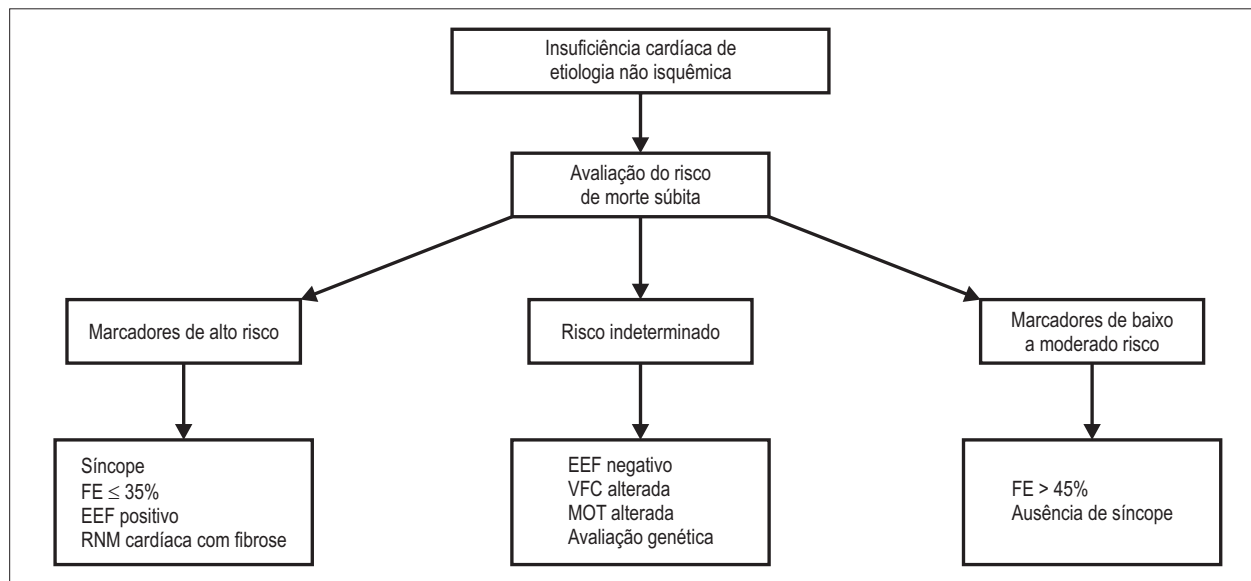 Insuficiência cardíaca de
etiologia não isquêmica
Avaliação do risco
de morte súbita
Marcadores de alto risco
Risco indeterminado
Marcadores de baixo
a moderado risco
Síncope
FE ≤ 35%
EEF positivo
RNM cardíaca com fibrose
EEF negativo
VFC alterada
MOT alterada
Avaliação genética
FE > 45%
Ausência de síncope